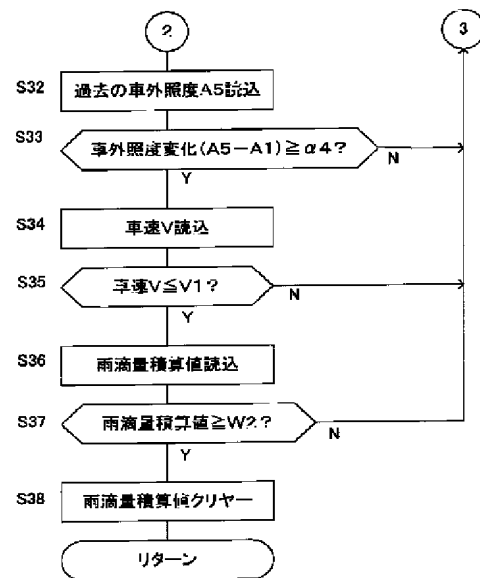 2
3
S32
過去の車外照度A5読込
S33
車外照度変化(A5-A1)≧α4?
N
Y
S34
車速V読込
S35
車速V≦V1?
N
Y
S36
雨滴量積算値読込
S37
雨滴量積算値≧W2?
N
Y
S38
雨滴量積算値クリヤー
リターン